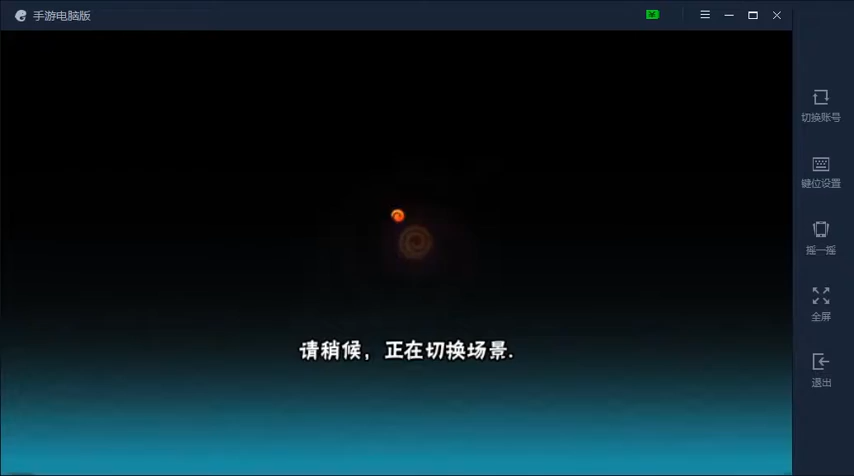 手游电脑版
切换账号
键位设置
摇一摇
全屏
请稍候，正在切换场景.
退出